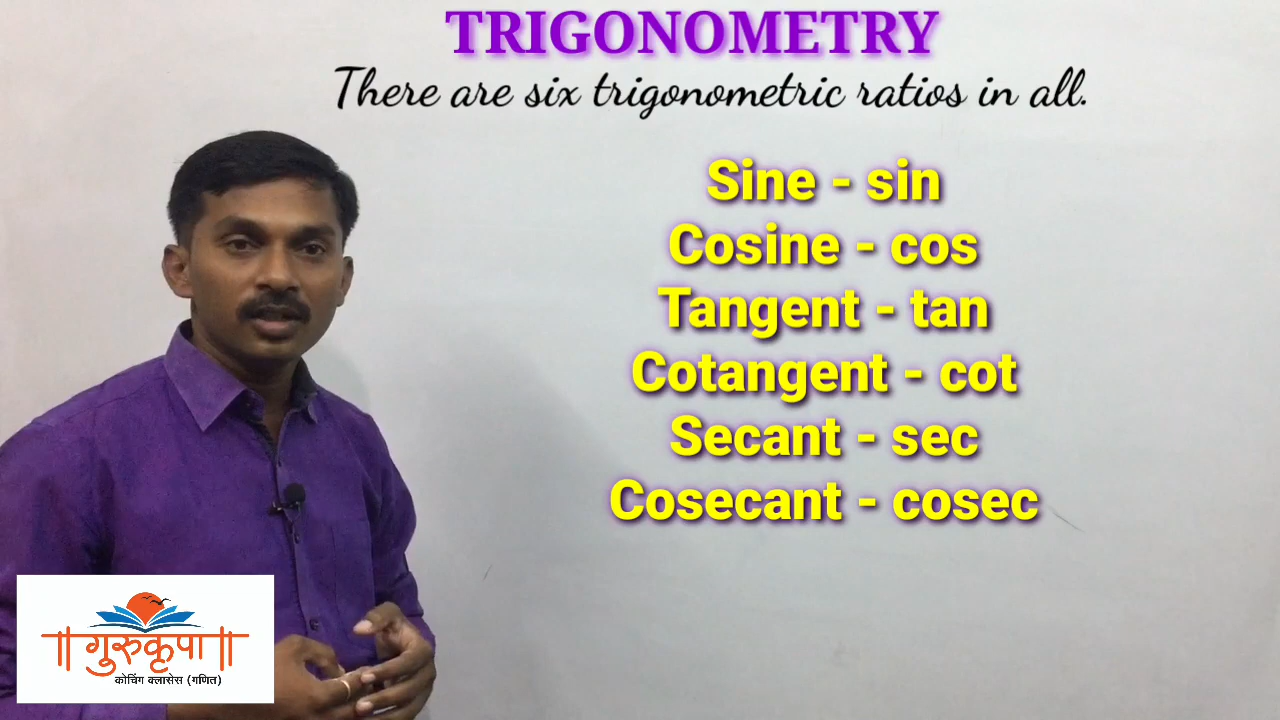 TRIGONOMETRY
There are six trigonometric ratios in all.
Sine - sin
Cosine - cos
Tangent - tan
Cotangent - cot
Secant - sec
Cosecant - cosec
॥ गुरुकृपा ॥
कोचिंग क्लासेस (गणित)